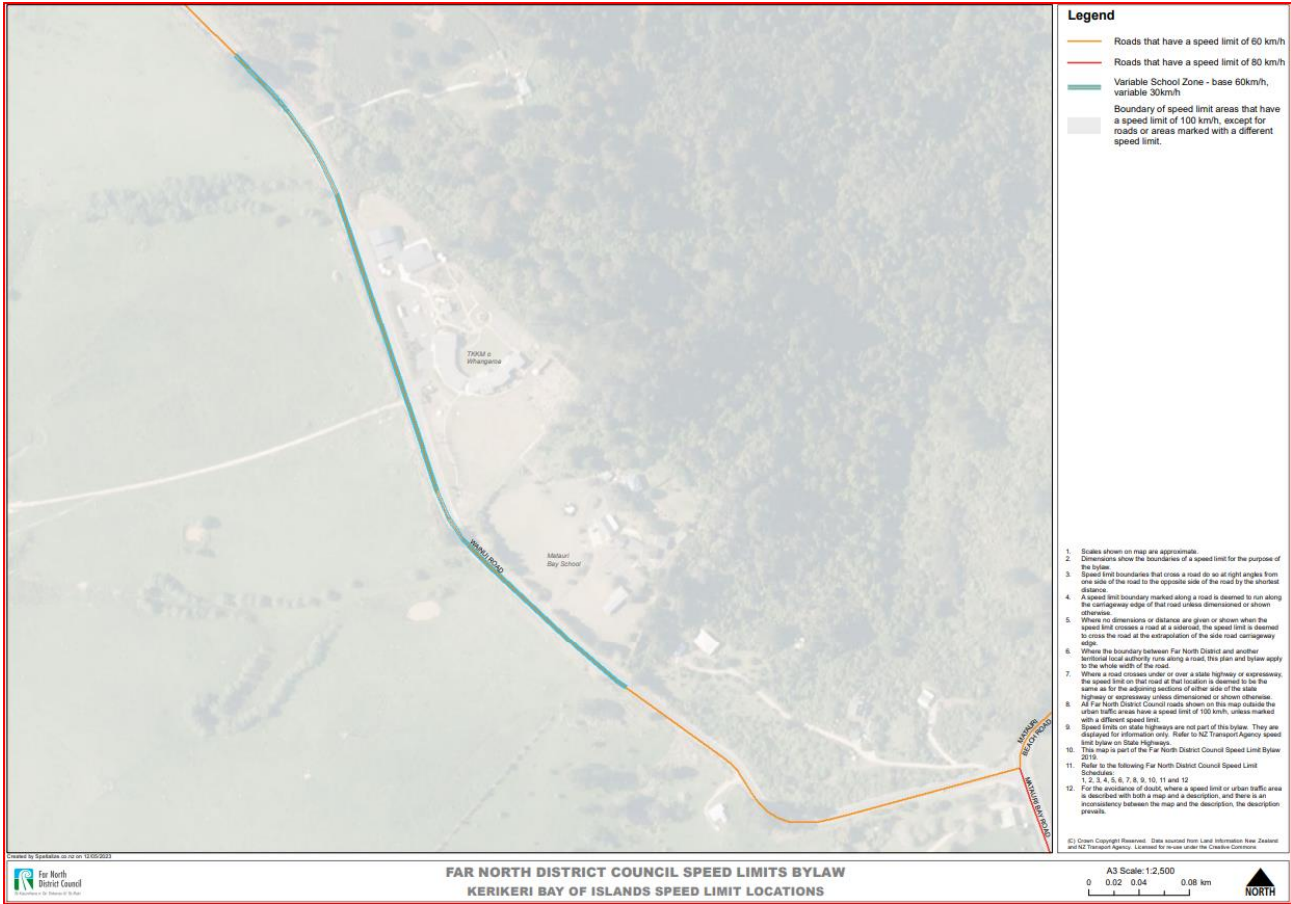 Legend
Roads that have a speed limit of 60 km/h
Roads that have a speed limit of 80 km/h
Variable School Zone - base 60km/h,
variable 30km/h
Boundary of speed limit areas that have
a speed limit of 100 km/h, except for
roads or areas marked with a different
speed limit.
TKKM o
Whangaroa
WAINUI ROAD
Matauri
Bay School
MATAURI
BEACH ROAD
MATAURI BAY ROAD
1. Scales shown on map are approximate.
2. Dimensions show the boundaries of a speed limit for the purpose of
the bylaw.
3. Speed limit boundaries that cross a road do so at right angles from
one side of the road to the opposite side of the road by the shortest
distance.
4. A speed limit boundary marked along a road is deemed to run along
the carriageway edge of that road unless dimensioned or shown
otherwise.
5. Where no dimensions or distance are given or shown when the
speed limit crosses a road at a sideroad, the speed limit is deemed
to cross the road at the extrapolation of the side road carriageway
edge.
6. Where the boundary between Far North District and another
territorial local authority runs along a road, this plan and bylaw apply
to the whole width of the road.
7. Where a road crosses under or over a state highway or expressway,
the speed limit on that road at that location is deemed to be the
same as for the adjoining sections of either side of the state
highway or expressway unless dimensioned or shown otherwise.
8. All Far North District Council roads shown on this map outside the
urban traffic areas have a speed limit of 100 km/h, unless marked
with a different speed limit.
9. Speed limits on state highways are not part of this bylaw. They are
displayed for information only. Refer to NZ Transport Agency speed
limit bylaw on State Highways.
10. This map is part of the Far North District Council Speed Limit Bylaw
2019.
11. Refer to the following Far North District Council Speed Limit
Schedules:
1, 2, 3, 4, 5, 6, 7, 8, 9, 10, 11 and 12
12. For the avoidance of doubt, where a speed limit or urban traffic area
is described with both a map and a description, and there is an
inconsistency between the map and the description, the description
prevails.
(C) Crown Copyright Reserved. Data sourced from Land Information New Zealand
and NZ Transport Agency. Licensed for re-use under the Creative Commons
Created by Spatialize.co.nz on 12/05/2023
Far North
District Council
FAR NORTH DISTRICT COUNCIL SPEED LIMITS BYLAW
KERIKERI BAY OF ISLANDS SPEED LIMIT LOCATIONS
A3 Scale: 1:2,500
0 0.02 0.04 0.08 km
NORTH